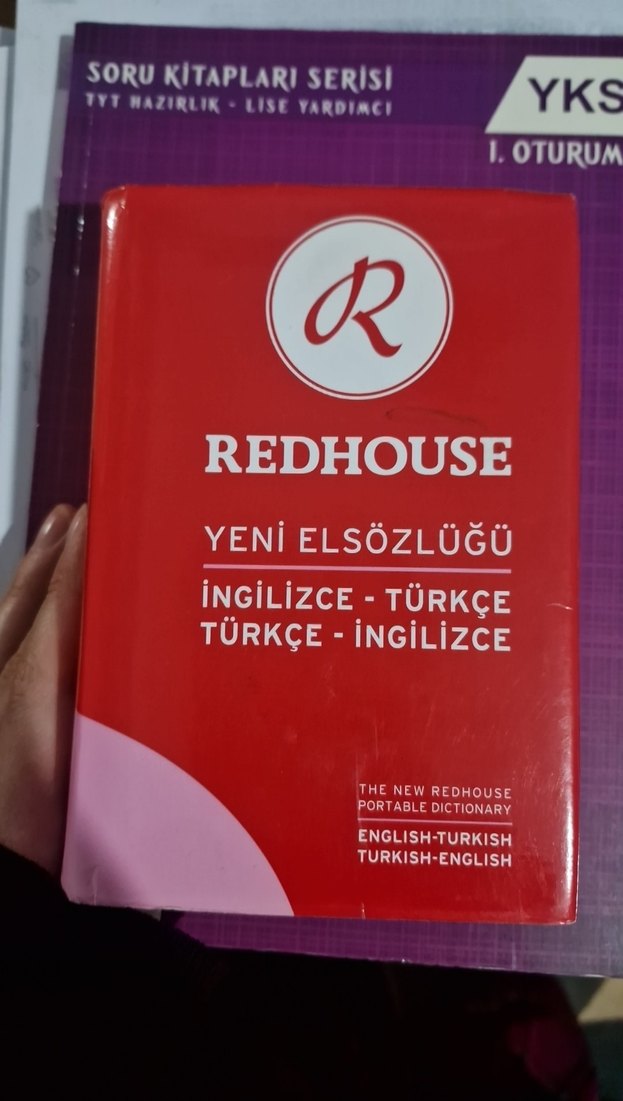 SORU KİTAPLARI SERİSİ
TYT HAZIRLIK - LİSE YARDIMCI
YKS
1. OTURUM
R
REDHOUSE
YENİ ELSÖZLÜĞÜ
İNGİLİZCE - TÜRKÇE
TÜRKÇE - İNGİLİZCE
THE NEW REDHOUSE
PORTABLE DICTIONARY
ENGLISH-TURKISH
TURKISH-ENGLISH